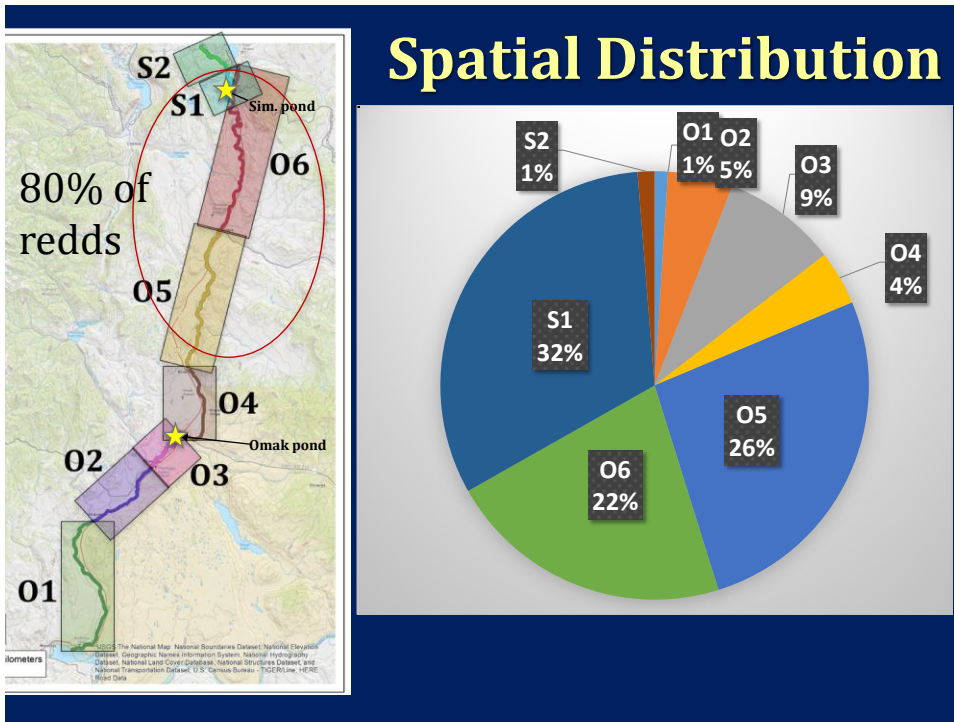 Spatial Distribution
S2
S1
Sim. pond
O6
80% of
redds
O5
O4
Omak pond
O2
O3
O1
ilometers
USGS The National Map: National Boundaries Dataset, National Elevation
Dataset, Geographic Names Information System, National Hydrography
Dataset, National Land Cover Database, National Structures Dataset, and
National Transportation Dataset; U.S. Census Bureau - TIGER/Line; HERE
Road Data
S2
1%
O1
1%
O2
5%
O3
9%
O4
4%
S1
32%
O5
26%
O6
22%